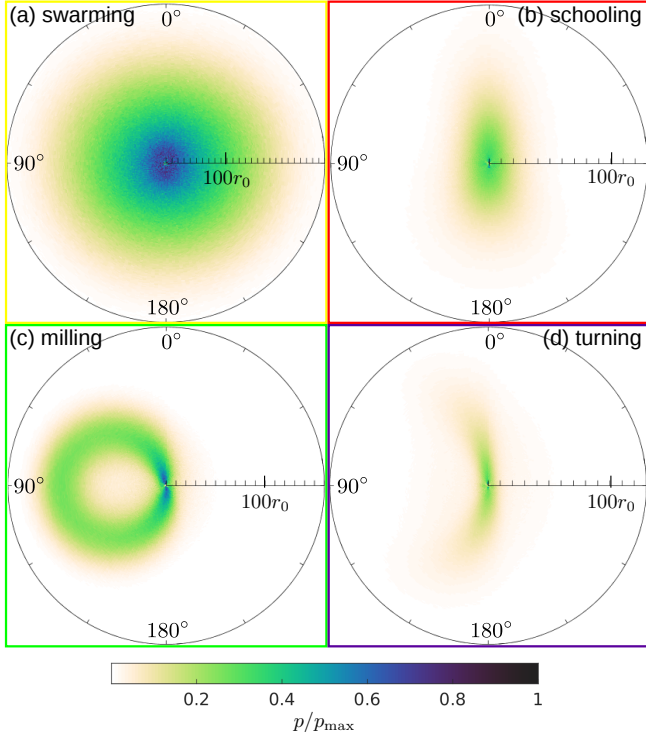 (a) swarming
0°
90°
100r₀
180°
(b) schooling
0°
90°
100r₀
180°
(c) milling
0°
90°
100r₀
180°
(d) turning
0°
90°
100r₀
180°
0.2 0.4 0.6 0.8 1
p/pmax